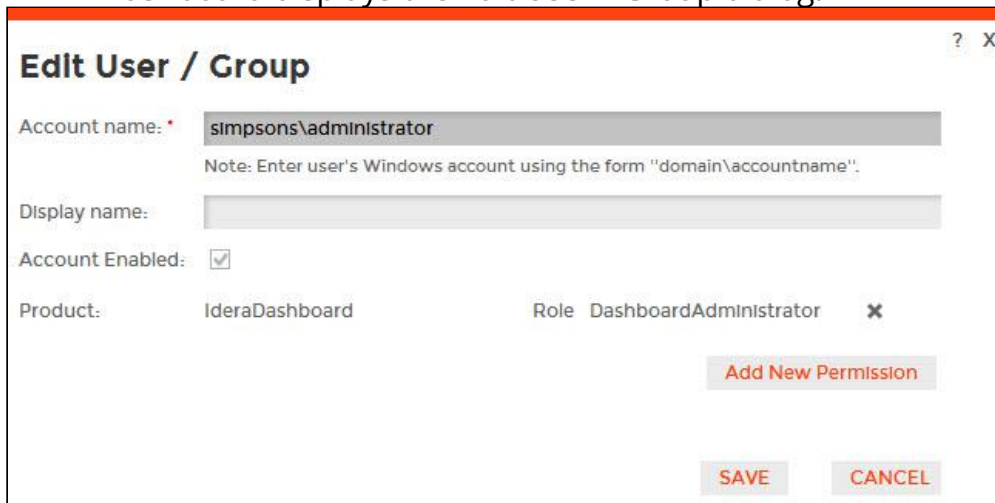 ? X
Edit User / Group
Account name: * simpsons\administrator
Note: Enter user's Windows account using the form "domain\accountname".
Display name:
Account Enabled:
Product: IderaDashboard Role DashboardAdministrator ×
Add New Permission
SAVE CANCEL